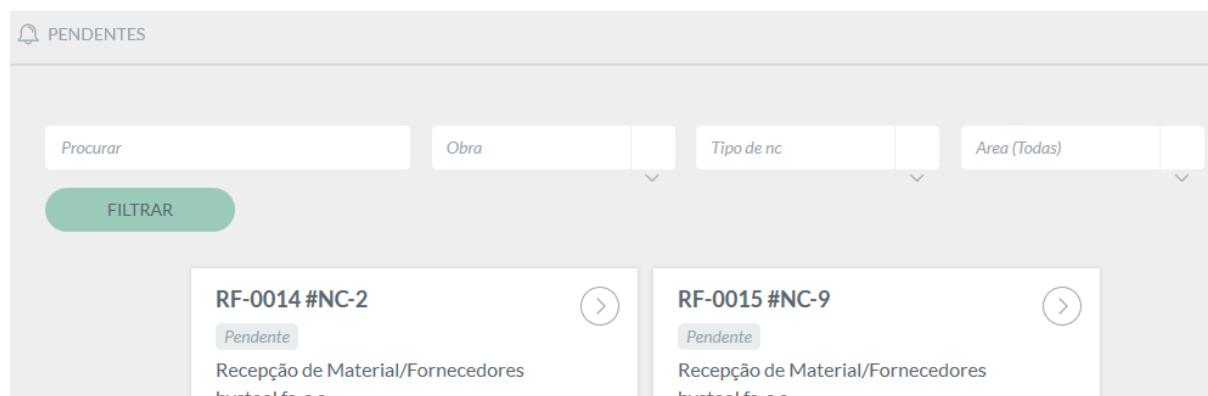 PENDENTES
Procurar
Obra
Tipo de nc
Area (Todas)
FILTRAR
RF-0014 #NC-2
Pendente
Recepção de Material/Fornecedores
RF-0015 #NC-9
Pendente
Recepção de Material/Fornecedores